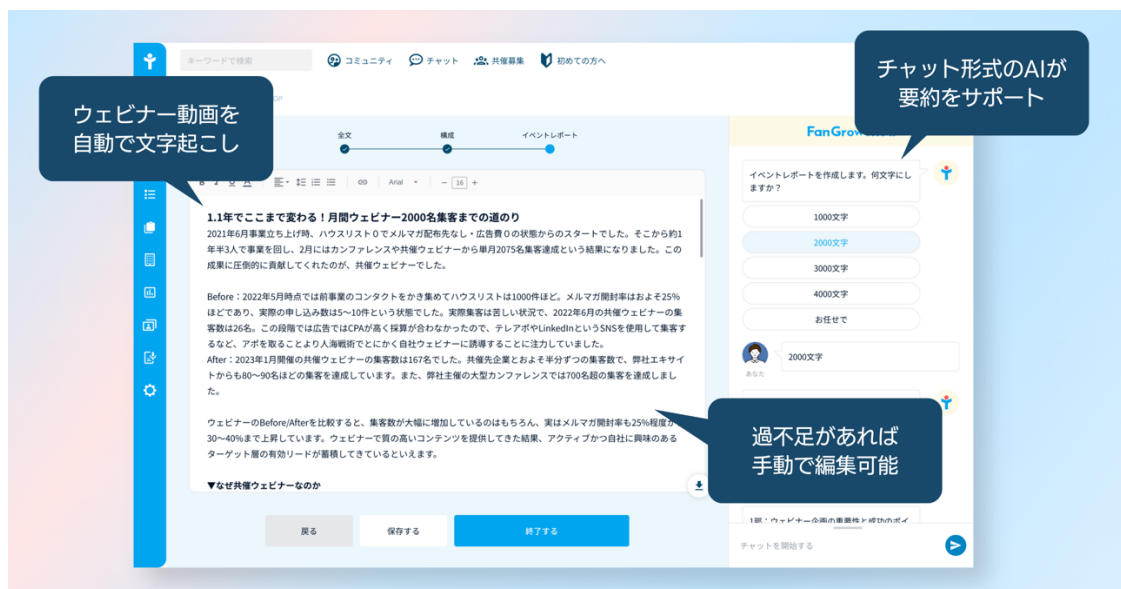 キーワードで検索
コミュニティ
チャット
共催募集
初めての方へ
チャット形式のAIが
要約をサポート
ウェビナー動画を
自動で文字起こし
全文
構成
イベントレポート
FanGrow
B I U A
Arial
− 16 +
1.1年でここまで変わる！月間ウェビナー2000名集客までの道のり
2021年6月事業立ち上げ時、ハウスリスト0でメルマガ配布先なし・広告費0の状態からのスタートでした。そこから約1
年半3人で事業を回し、2月にはカンファレンスや共催ウェビナーから単月2075名集客達成という結果になりました。この
成果に圧倒的に貢献してくれたのが、共催ウェビナーでした。
Before：2022年5月時点では前事業のコンタクトをかき集めてハウスリストは1000件ほど。メルマガ開封率はおよそ25%
ほどであり、実際の申し込み数は5〜10件という状態でした。実際集客は苦しい状況で、2022年6月の共催ウェビナーの集
客数は26名。この段階では広告ではCPAが高く採算が合わなかったので、テレアポやLinkedInというSNSを使用して集客す
るなど、アポを取ることより人海戦術でとにかく自社ウェビナーに誘導することに注力していました。
After：2023年1月開催の共催ウェビナーの集客数は167名でした。共催先企業とおよそ半分ずつの集客数で、弊社エキサイ
トからも80〜90名ほどの集客を達成しています。また、弊社主催の大型カンファレンスでは700名超の集客を達成しまし
た。
ウェビナーのBefore/Afterを比較すると、集客数が大幅に増加しているのはもちろん、実はメルマガ開封率も25%程度か
30〜40%まで上昇しています。ウェビナーで質の高いコンテンツを提供してきた結果、アクティブかつ自社に興味のある
ターゲット層の有効リードが蓄積してきているといえます。
▼なぜ共催ウェビナーなのか
戻る
保存する
終了する
イベントレポートを作成します。何文字にし
ますか？
1000文字
2000文字
3000文字
4000文字
お任せで
2000文字
あなた
過不足があれば
手動で編集可能
1部：ウェビナー企画の重要性と成功のポイ
チャットを開始する